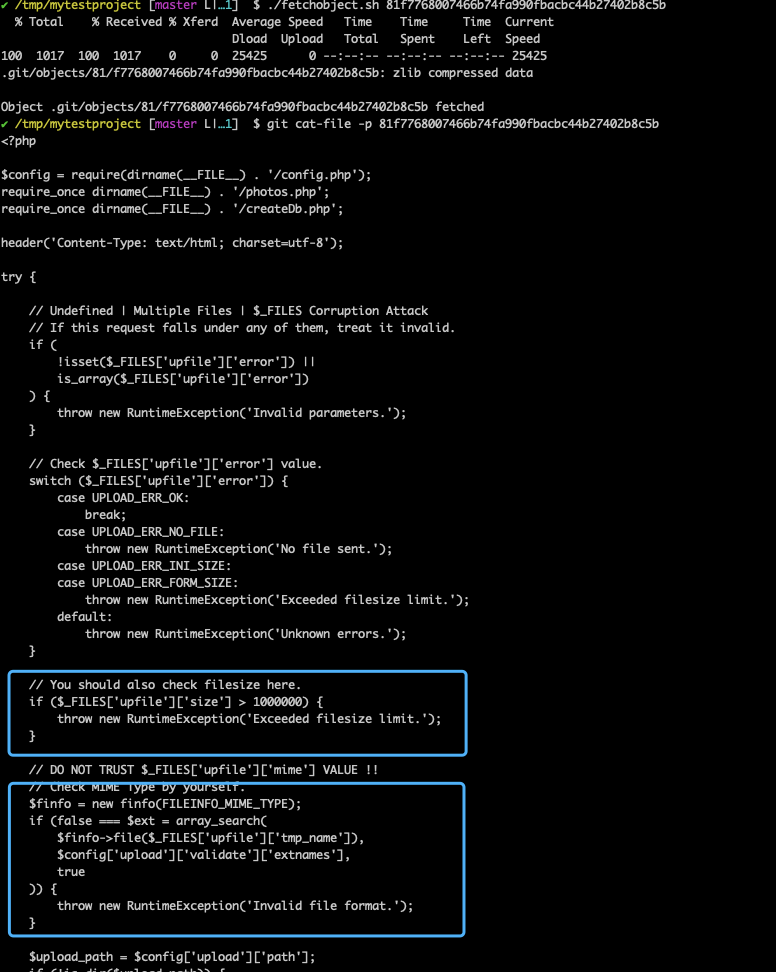 ✔ /tmp/mytestproject [master L|…1] $ ./fetchobject.sh 81f7768007466b74fa990fbacbc44b27402b8c5b
  % Total    % Received % Xferd  Average Speed   Time    Time     Time  Current
                                 Dload  Upload   Total   Spent    Left  Speed
100  1017  100  1017    0     0  25425      0 --:--:-- --:--:-- --:--:-- 25425
.git/objects/81/f7768007466b74fa990fbacbc44b27402b8c5b: zlib compressed data

Object .git/objects/81/f7768007466b74fa990fbacbc44b27402b8c5b fetched
✔ /tmp/mytestproject [master L|…1] $ git cat-file -p 81f7768007466b74fa990fbacbc44b27402b8c5b
<?php

$config = require(dirname(__FILE__) . '/config.php');
require_once dirname(__FILE__) . '/photos.php';
require_once dirname(__FILE__) . '/createDb.php';

header('Content-Type: text/html; charset=utf-8');

try {

    // Undefined | Multiple Files | $_FILES Corruption Attack
    // If this request falls under any of them, treat it invalid.
    if (
        !isset($_FILES['upfile']['error']) ||
        is_array($_FILES['upfile']['error'])
    ) {
        throw new RuntimeException('Invalid parameters.');
    }

    // Check $_FILES['upfile']['error'] value.
    switch ($_FILES['upfile']['error']) {
        case UPLOAD_ERR_OK:
            break;
        case UPLOAD_ERR_NO_FILE:
            throw new RuntimeException('No file sent.');
        case UPLOAD_ERR_INI_SIZE:
        case UPLOAD_ERR_FORM_SIZE:
            throw new RuntimeException('Exceeded filesize limit.');
        default:
            throw new RuntimeException('Unknown errors.');
    }

    // You should also check filesize here.
    if ($_FILES['upfile']['size'] > 1000000) {
        throw new RuntimeException('Exceeded filesize limit.');
    }

    // DO NOT TRUST $_FILES['upfile']['mime'] VALUE !!
    // Check MIME Type by yourself.
    $finfo = new finfo(FILEINFO_MIME_TYPE);
    if (false === $ext = array_search(
        $finfo->file($_FILES['upfile']['tmp_name']),
        $config['upload']['validate']['extnames'],
        true
    )) {
        throw new RuntimeException('Invalid file format.');
    }

    $upload_path = $config['upload']['path'];
    if (!is_dir($upload_path)) {